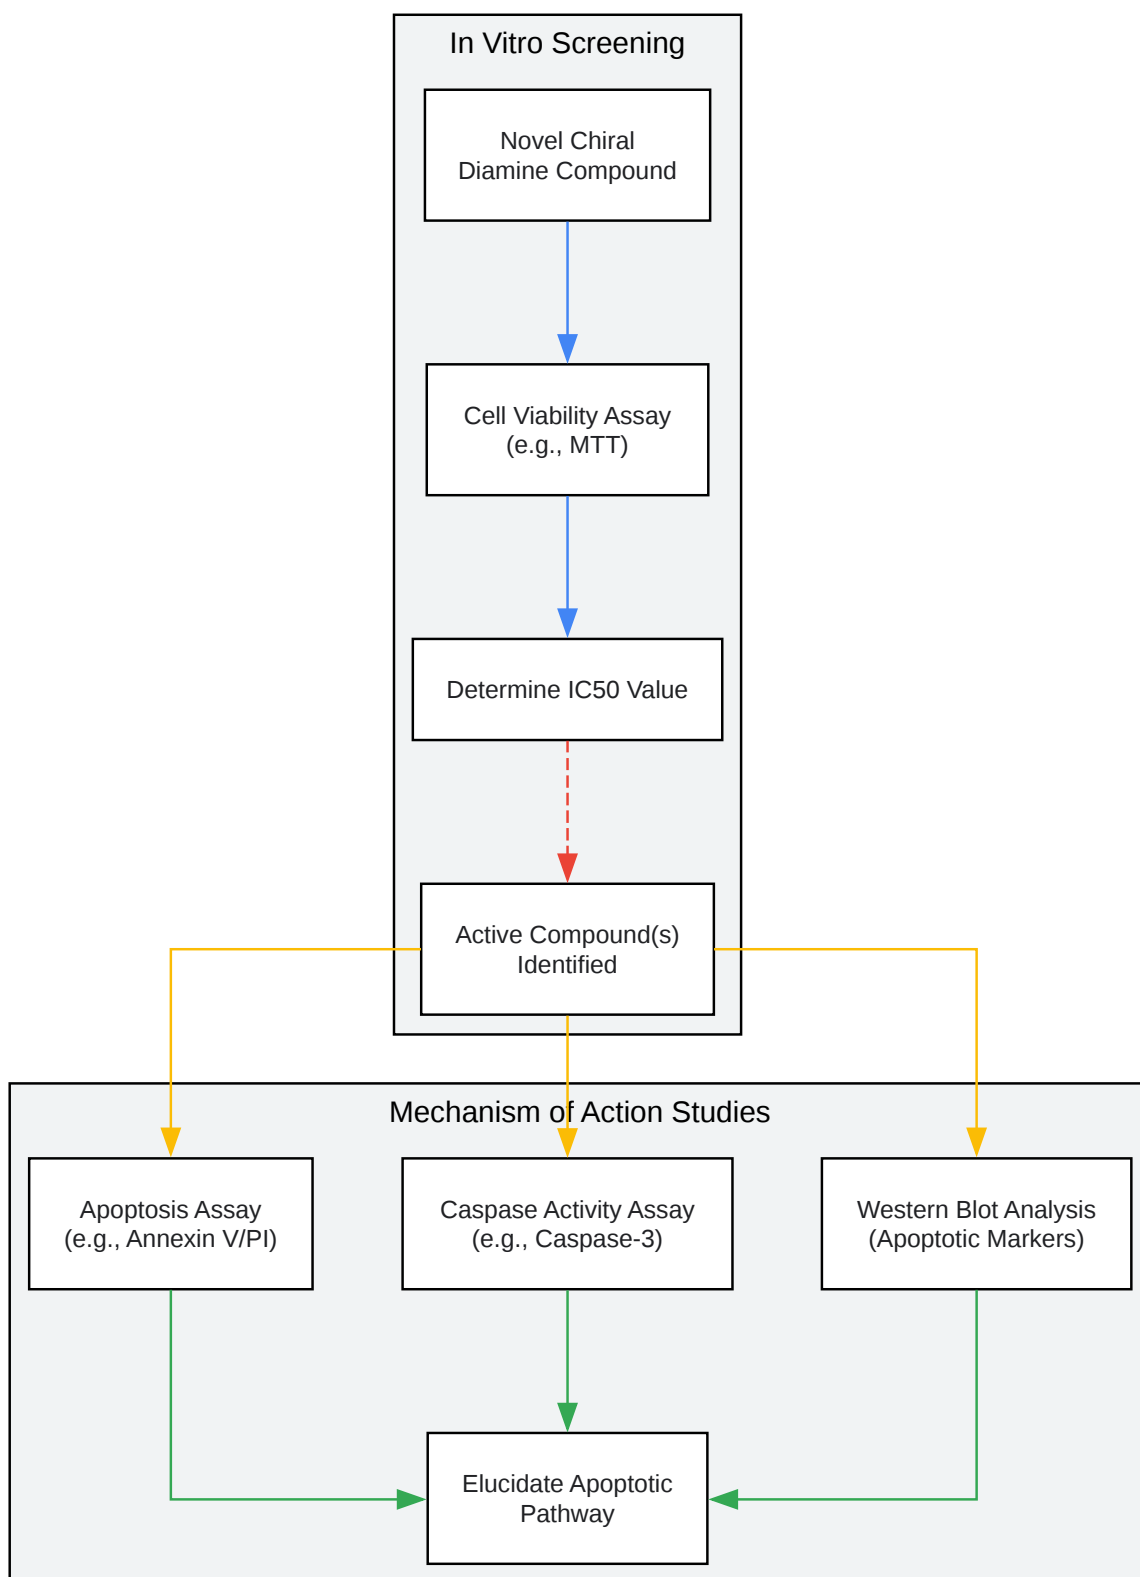 In Vitro Screening
Novel Chiral
Diamine Compound
Cell Viability Assay
(e.g., MTT)
Determine IC50 Value
Active Compound(s)
Identified
Mechanism of Action Studies
Apoptosis Assay
(e.g., Annexin V/PI)
Caspase Activity Assay
(e.g., Caspase-3)
Western Blot Analysis
(Apoptotic Markers)
Elucidate Apoptotic
Pathway